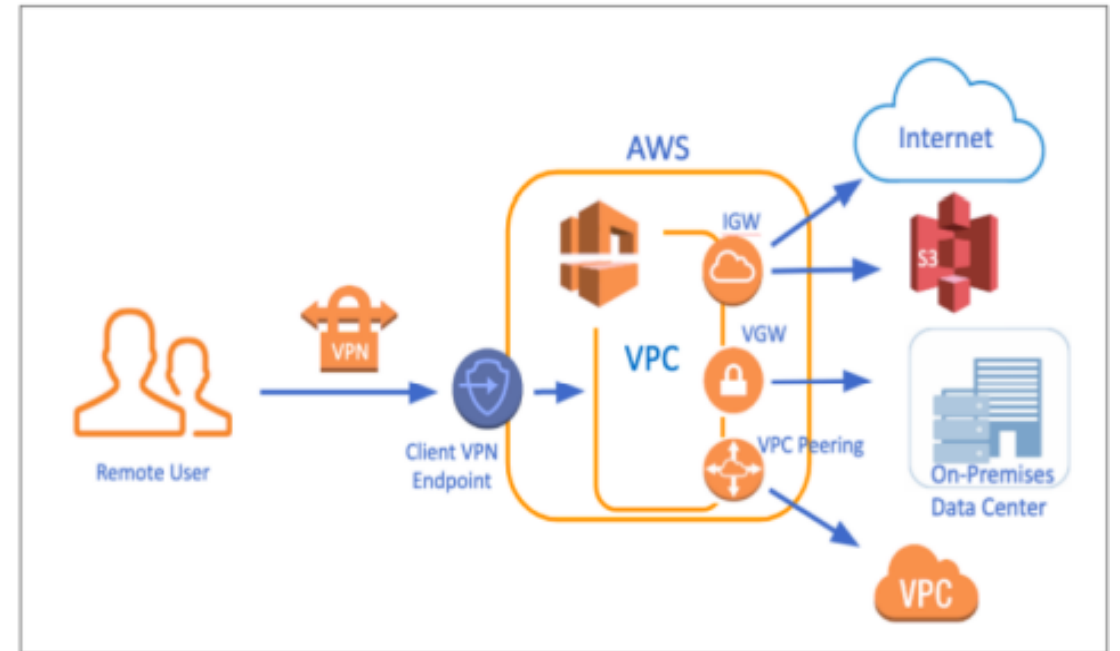 AWS
Internet
IGW
S3
VPN
VGW
VPC
Client VPN
Endpoint
VPC Peering
Remote User
On-Premises
Data Center
VPC